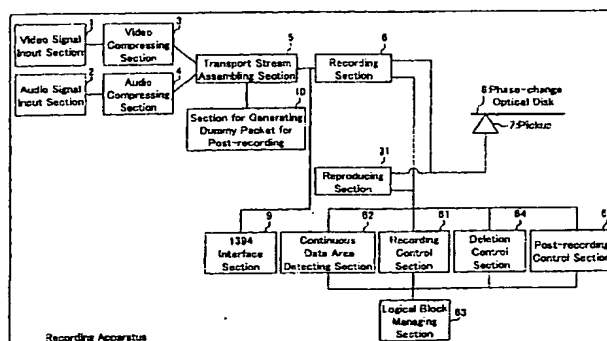 1
Video Signal
Input Section
3
Video
Compressing
Section
2
Audio Signal
Input Section
4
Audio
Compressing
Section
5
Transport Stream
Assembling Section
6
Recording
Section
10
Section for Generating
Dummy Packet for
Post-recording
8:Phase-change
Optical Disk
7:Pickup
31
Reproducing
Section
9
1394
Interface
Section
62
Continuous
Data Area
Detecting Section
61
Recording
Control
Section
64
Deletion
Control
Section
Post-recording
Control Section
Logical Block
Managing
Section
63
Recording Apparatus